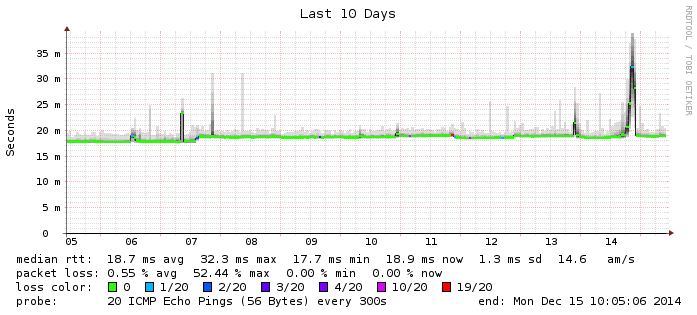 Last 10 Days
RRDTOOL / TOBI OETIKER
Seconds
35 m
30 m
25 m
20 m
15 m
10 m
5 m
0
05 06 07 08 09 10 11 12 13 14
median rtt: 18.7 ms avg 32.3 ms max 17.7 ms min 18.9 ms now 1.3 ms sd 14.6 am/s
packet loss: 0.55 % avg 52.44 % max 0.00 % min 0.00 % now
loss color: 0 1/20 2/20 3/20 4/20 10/20 19/20
probe: 20 ICMP Echo Pings (56 Bytes) every 300s end: Mon Dec 15 10:05:06 2014